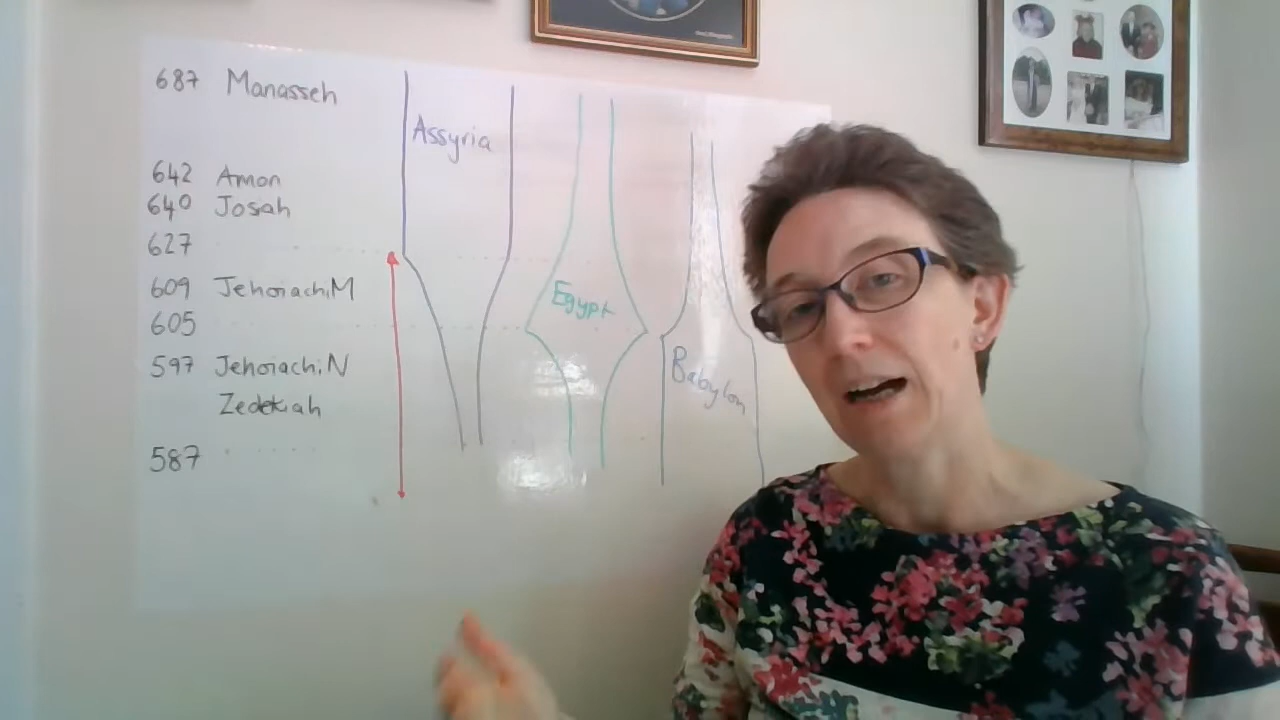 687 Manasseh
Assyria
642 Amon
640 Josah
627
609 JehoiachiM
Egypt
605
597 JehoiachiN
Babylon
Zedekiah
587